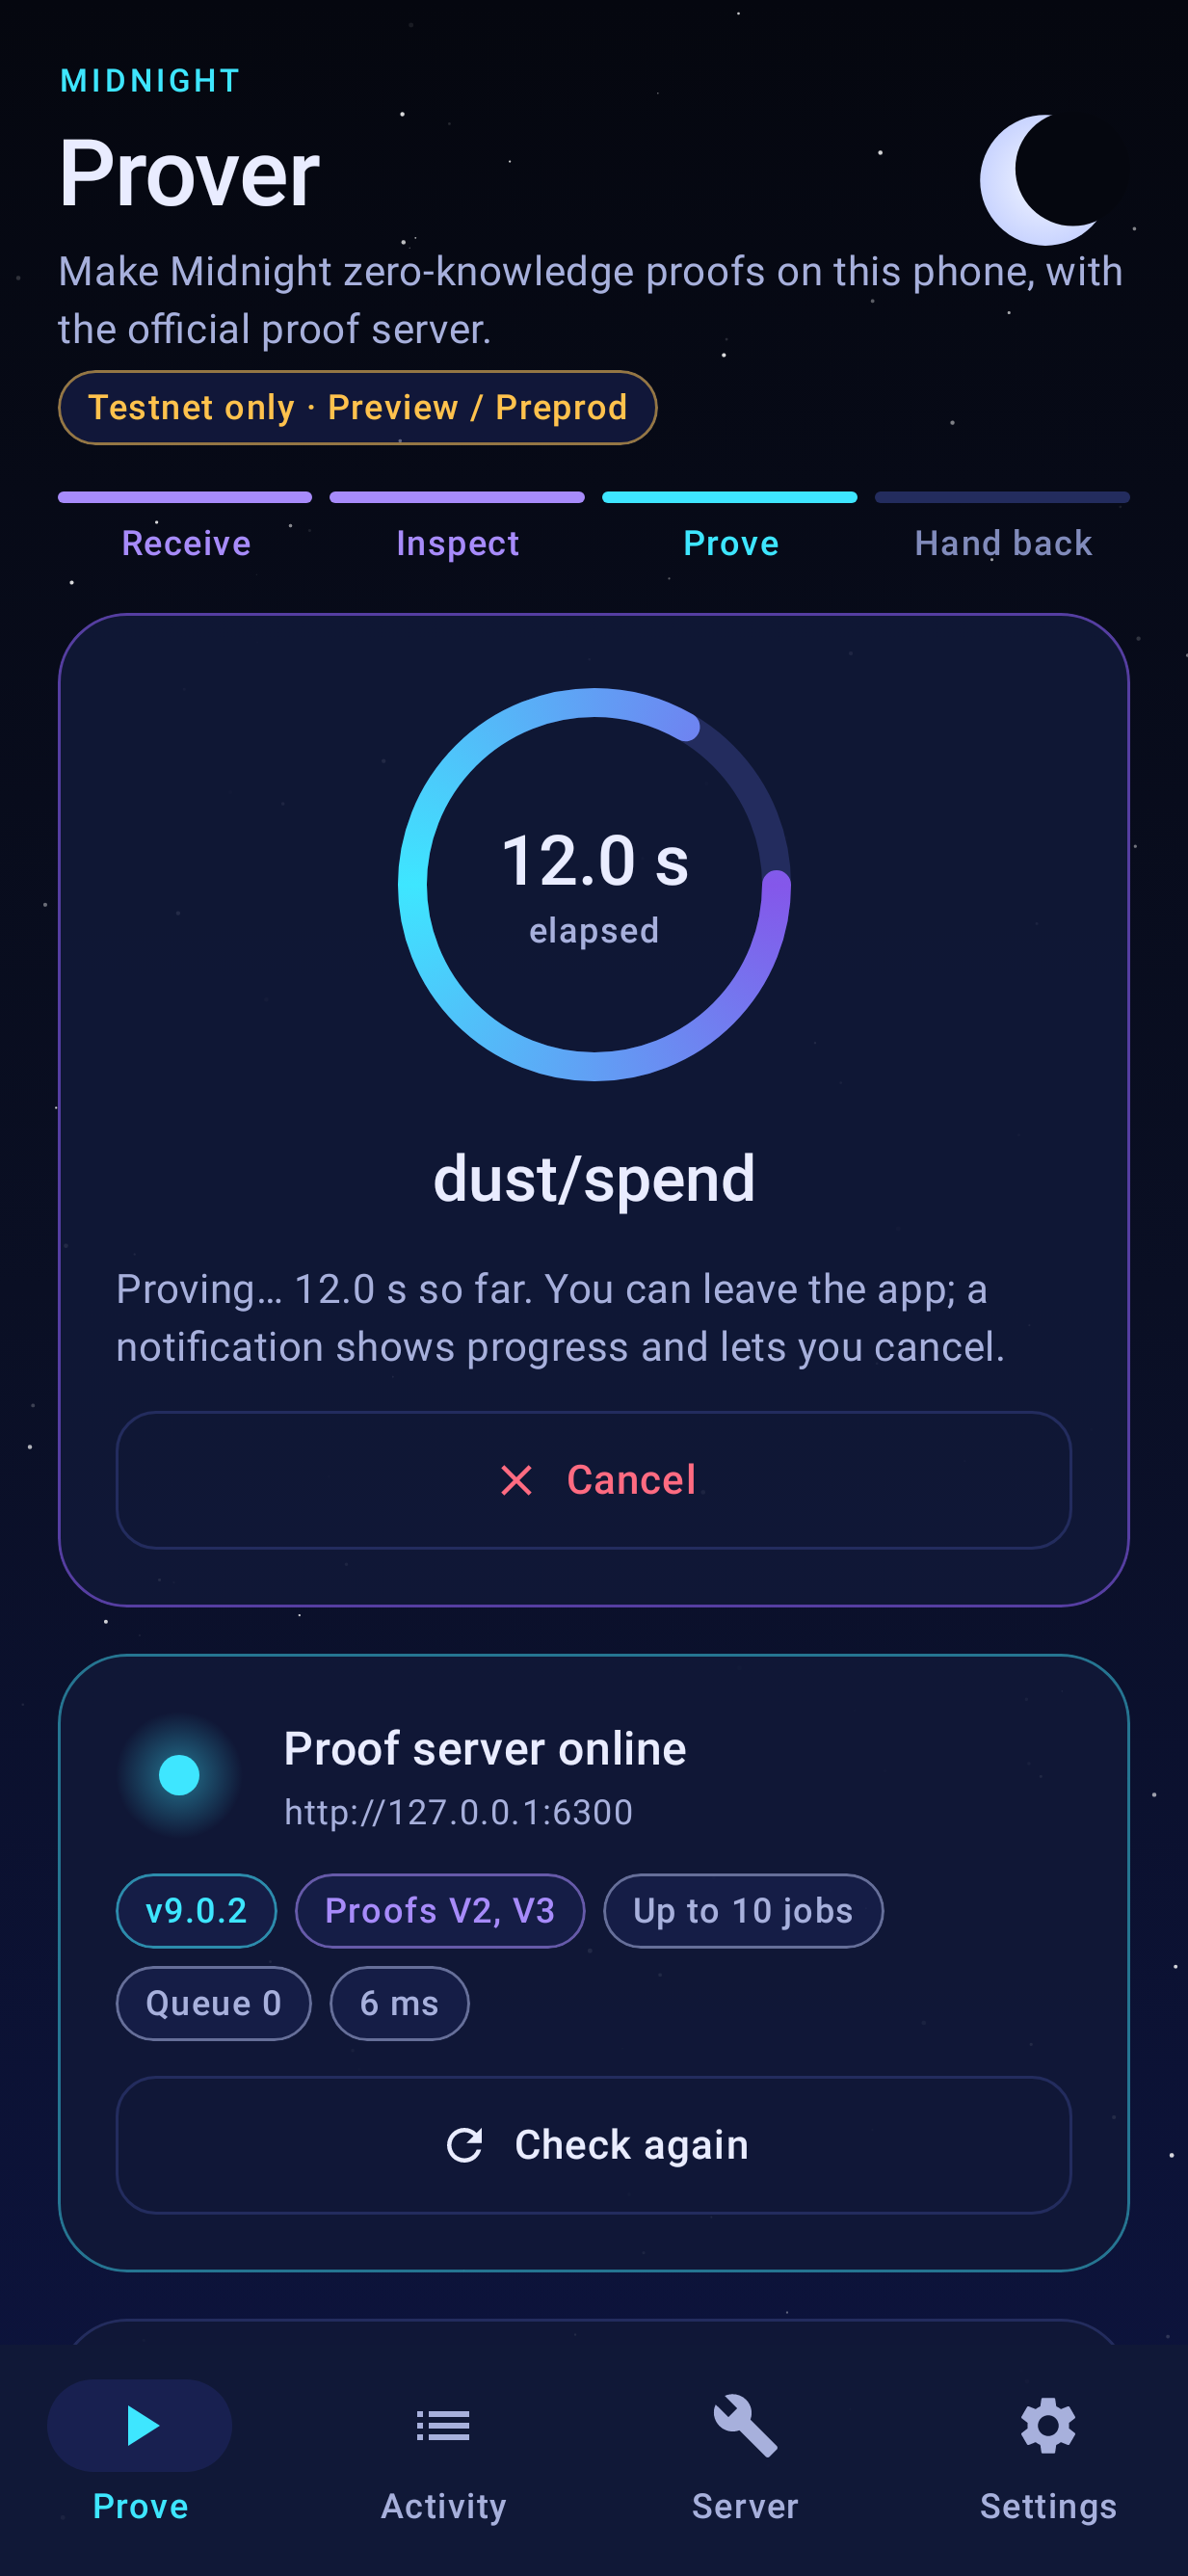 MIDNIGHT
Prover
Make Midnight zero-knowledge proofs on this phone, with
the official proof server.
Testnet only · Preview / Preprod
Receive
Inspect
Prove
Hand back
12.0 s
elapsed
dust/spend
Proving… 12.0 s so far. You can leave the app; a
notification shows progress and lets you cancel.
Cancel
Proof server online
http://127.0.0.1:6300
v9.0.2
Proofs V2, V3
Up to 10 jobs
Queue 0
6 ms
Check again
Prove
Activity
Server
Settings